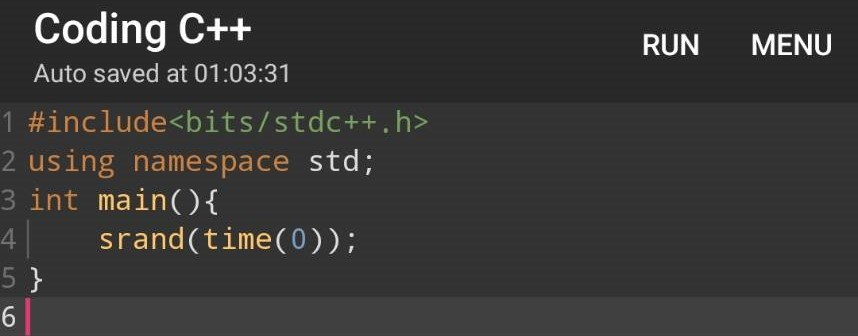 Coding C++
RUN MENU
Auto saved at 01:03:31
1 #include<bits/stdc++.h>
2 using namespace std;
3 int main(){
4     srand(time(0));
5 }
6